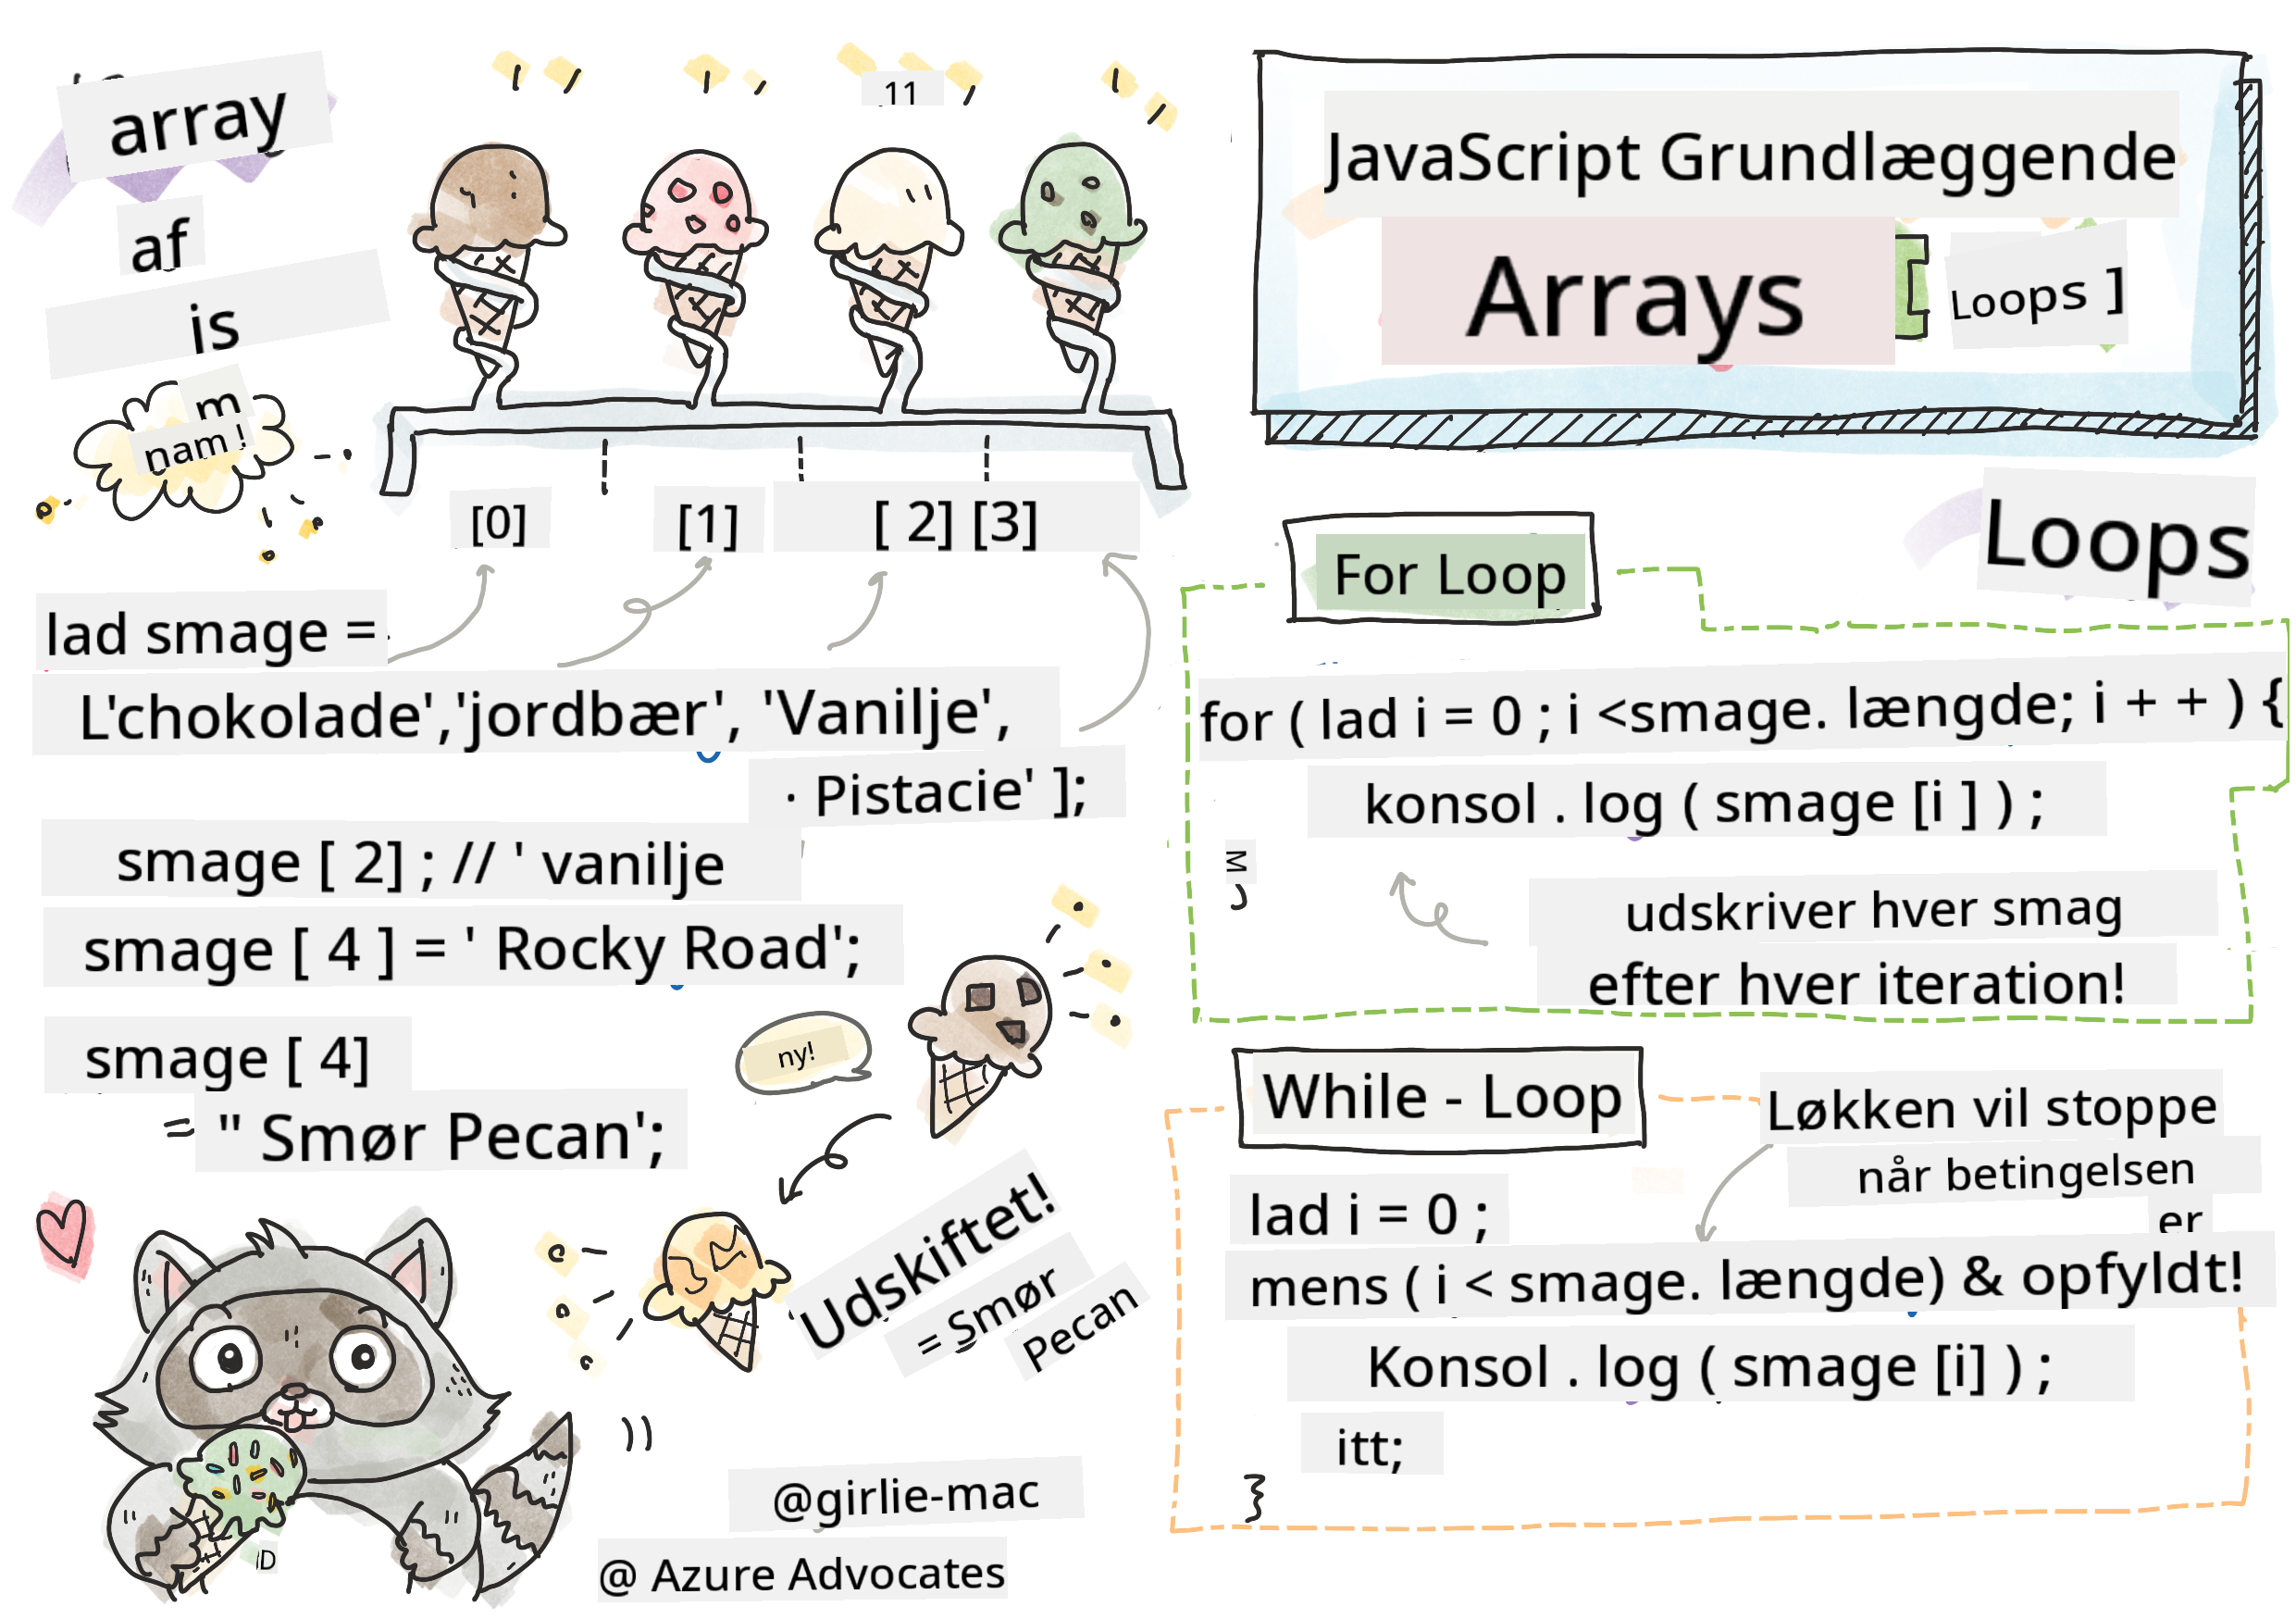 array
af
is
m
nam !
11
[0]
[1]
[ 2] [3]
lad smage =
L'chokolade', 'jordbær', 'Vanilje',
· Pistacie' ];
smage [ 2] ; // ' vanilje
smage [ 4 ] = ' Rocky Road';
smage [ 4]
= " Smør Pecan';
ny!
Udskiftet!
= Smør
Pecan
D
@girlie-mac
@ Azure Advocates
JavaScript Grundlæggende
Arrays
[ Loops ]
Loops
For Loop
for ( lad i = 0 ; i <smage. længde; i + + ) {
konsol . log ( smage [i ] ) ;
M
udskriver hver smag
efter hver iteration!
While - Loop
Løkken vil stoppe
når betingelsen
er
lad i = 0 ;
mens ( i < smage. længde) & opfyldt!
Konsol . log ( smage [i] ) ;
itt;
}